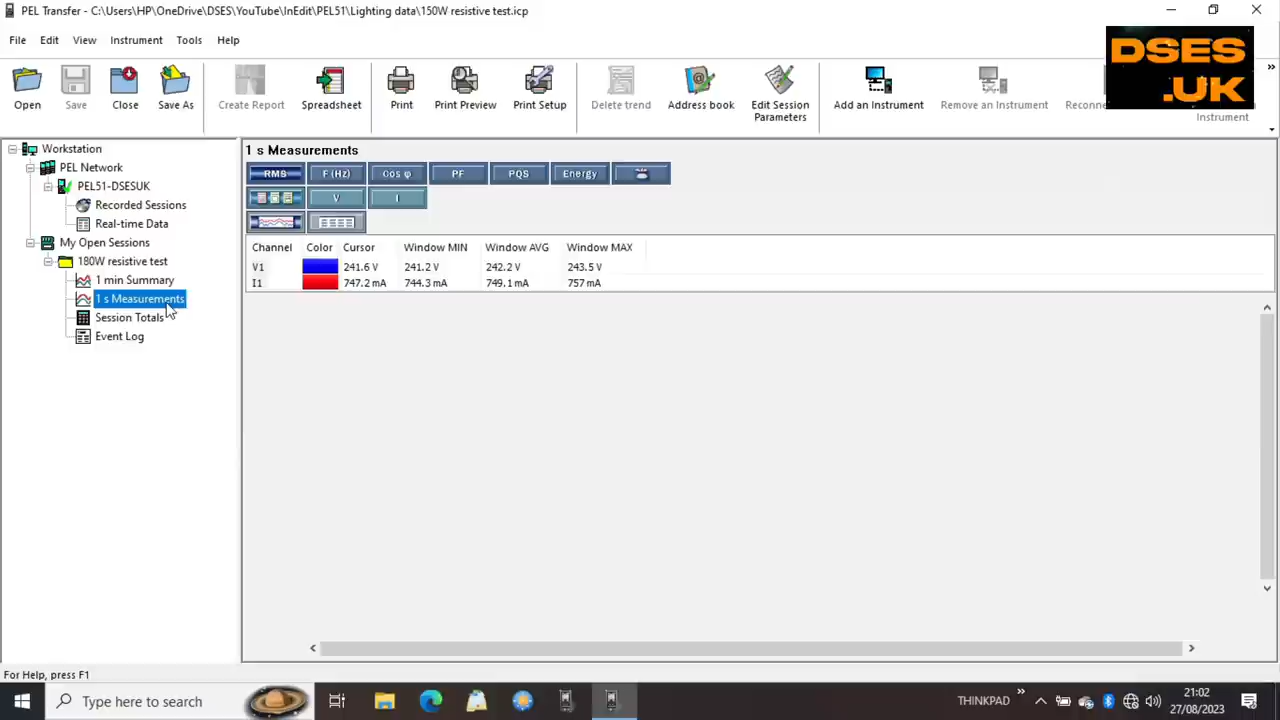 PEL Transfer - C:\Users\HP\OneDrive\DSES\YouTube\InEdit\PEL51\Lighting data\150W resistive test.icp
File Edit View Instrument Tools Help
DSES
.UK
Open Save Close Save As Create Report Spreadsheet Print Print Preview Print Setup Delete trend Address book Edit Session Parameters Add an Instrument Remove an Instrument Reconn
Instrument
Workstation
PEL Network
PEL51-DSESUK
Recorded Sessions
Real-time Data
My Open Sessions
180W resistive test
1 min Summary
1 s Measurements
Session Totals
Event Log
1 s Measurements
RMS F (Hz) Cos φ PF PQS Energy
V I
Channel Color Cursor Window MIN Window AVG Window MAX
V1 241.6 V 241.2 V 242.2 V 243.5 V
I1 747.2 mA 744.3 mA 749.1 mA 757 mA
For Help, press F1
Type here to search
THINKPAD
21:02
27/08/2023